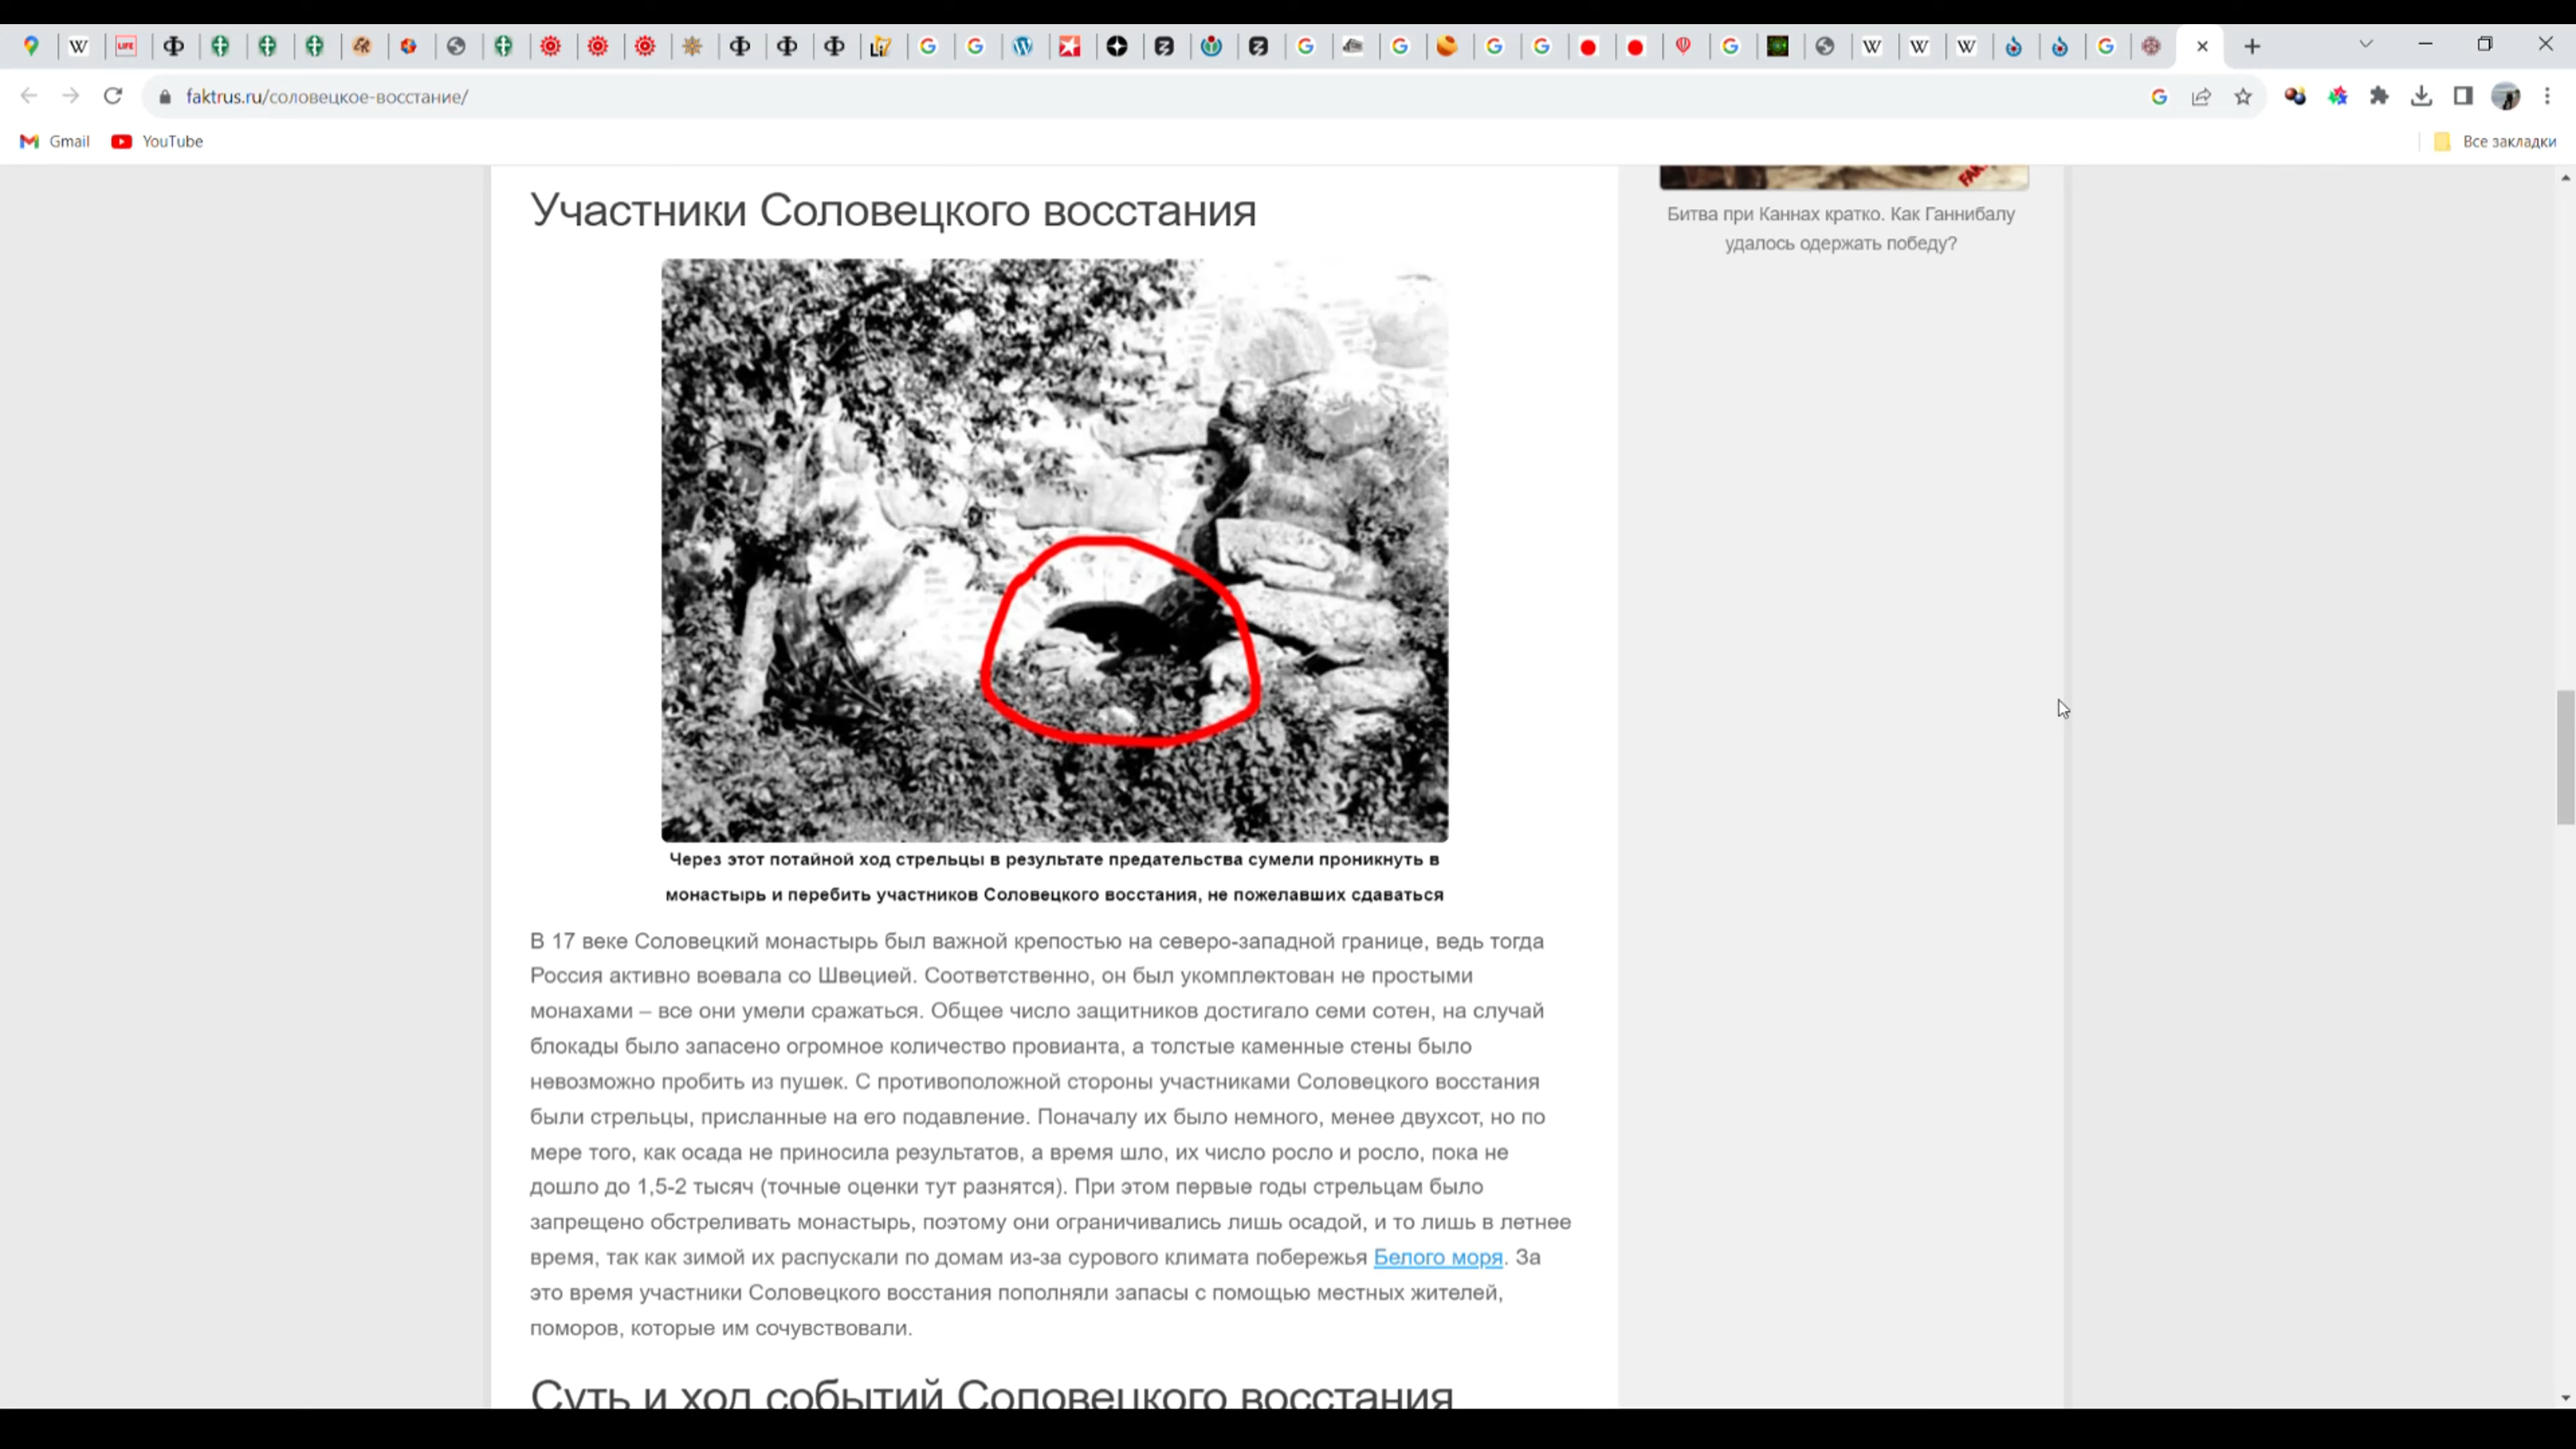 faktrus.ru/соловецкое-восстание/
Gmail
YouTube
Все закладки
Участники Соловецкого восстания
Битва при Каннах кратко. Как Ганнибалу
удалось одержать победу?
Через этот потайной ход стрельцы в результате предательства сумели проникнуть в
монастырь и перебить участников Соловецкого восстания, не пожелавших сдаваться
В 17 веке Соловецкий монастырь был важной крепостью на северо-западной границе, ведь тогда
Россия активно воевала со Швецией. Соответственно, он был укомплектован не простыми
монахами – все они умели сражаться. Общее число защитников достигало семи сотен, на случай
блокады было запасено огромное количество провианта, а толстые каменные стены было
невозможно пробить из пушек. С противоположной стороны участниками Соловецкого восстания
были стрельцы, присланные на его подавление. Поначалу их было немного, менее двухсот, но по
мере того, как осада не приносила результатов, а время шло, их число росло и росло, пока не
дошло до 1,5-2 тысяч (точные оценки тут разнятся). При этом первые годы стрельцам было
запрещено обстреливать монастырь, поэтому они ограничивались лишь осадой, и то лишь в летнее
время, так как зимой их распускали по домам из-за сурового климата побережья Белого моря. За
это время участники Соловецкого восстания пополняли запасы с помощью местных жителей,
поморов, которые им сочувствовали.
Суть и ход событий Соловецкого восстания